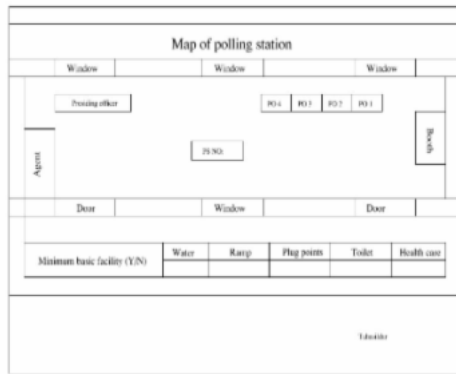 Map of polling station
Window Window Window
Presiding officer PO 4 PO 3 PO 2 PO 1
Agent
Booth
PS NO:
Door Window Door
Minimum basic facility (Y/N) Water Ramp Plug points Toilet Health care